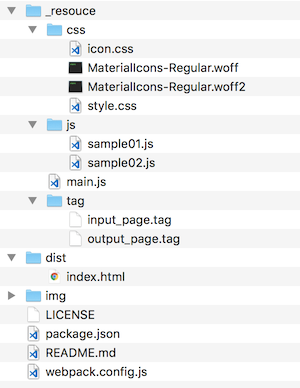 _resouce
css
icon.css
MaterialIcons-Regular.woff
MaterialIcons-Regular.woff2
style.css
js
sample01.js
sample02.js
main.js
tag
input_page.tag
output_page.tag
dist
index.html
img
LICENSE
package.json
README.md
webpack.config.js